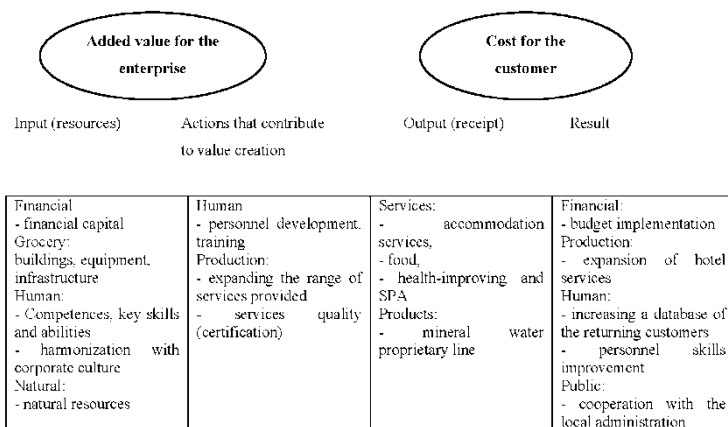 Added value for the
enterprise
Cost for the
customer
Input (resources)
Actions that contribute
to value creation
Output (receipt)
Result
Financial
- financial capital
Grocery:
buildings, equipment,
infrastructure
Human:
- Competences, key skills
and abilities
- harmonization with
corporate culture
Natural:
- natural resources
Human
- personnel development,
training
Production:
- expanding the range of
services provided
- services quality
(certification)
Services:
- accommodation
services,
- food,
- health-improving and
SPA
Products:
- mineral water
proprietary line
Financial:
- budget implementation
Production:
- expansion of hotel
services
Human:
- increasing a database of
the returning customers
- personnel skills
improvement
Public:
- cooperation with the
local administration